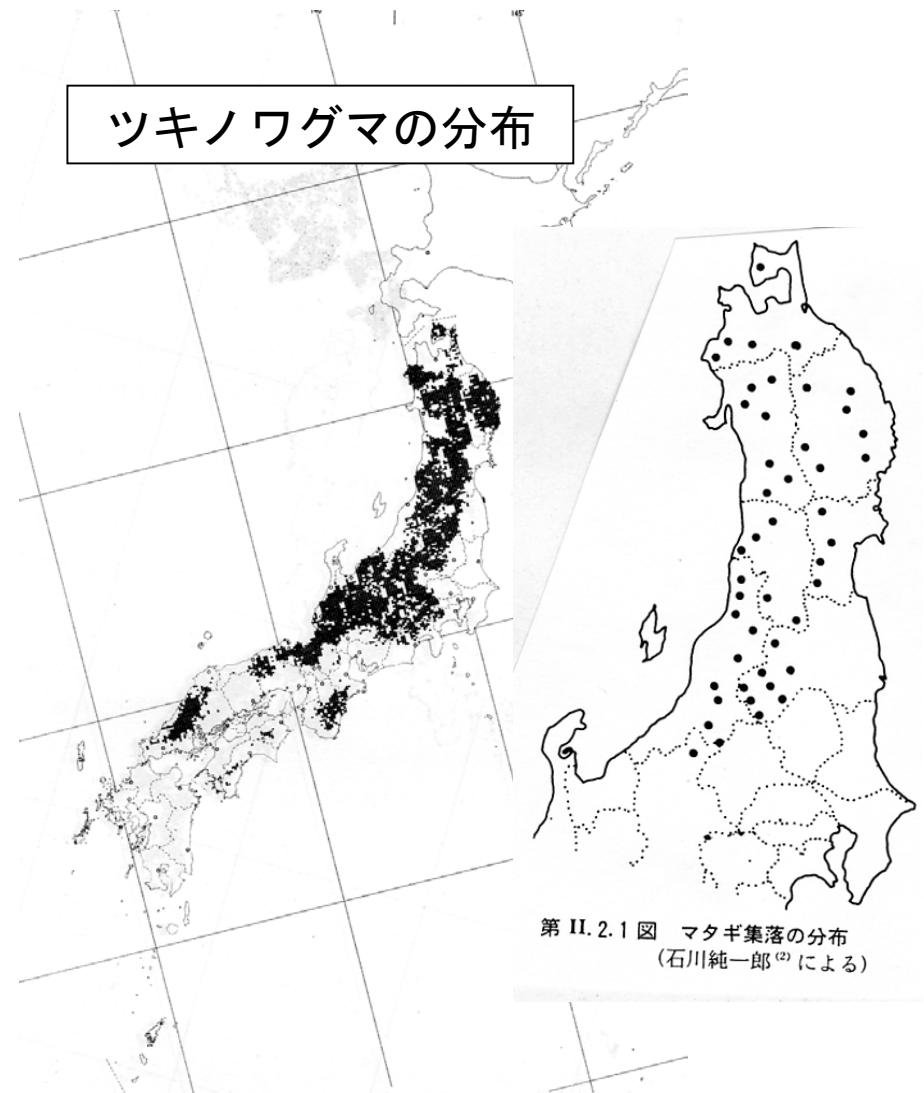 145°
ツキノワグマの分布
第 II. 2.1 図　マタギ集落の分布
(石川純一郎⁽²⁾ による)